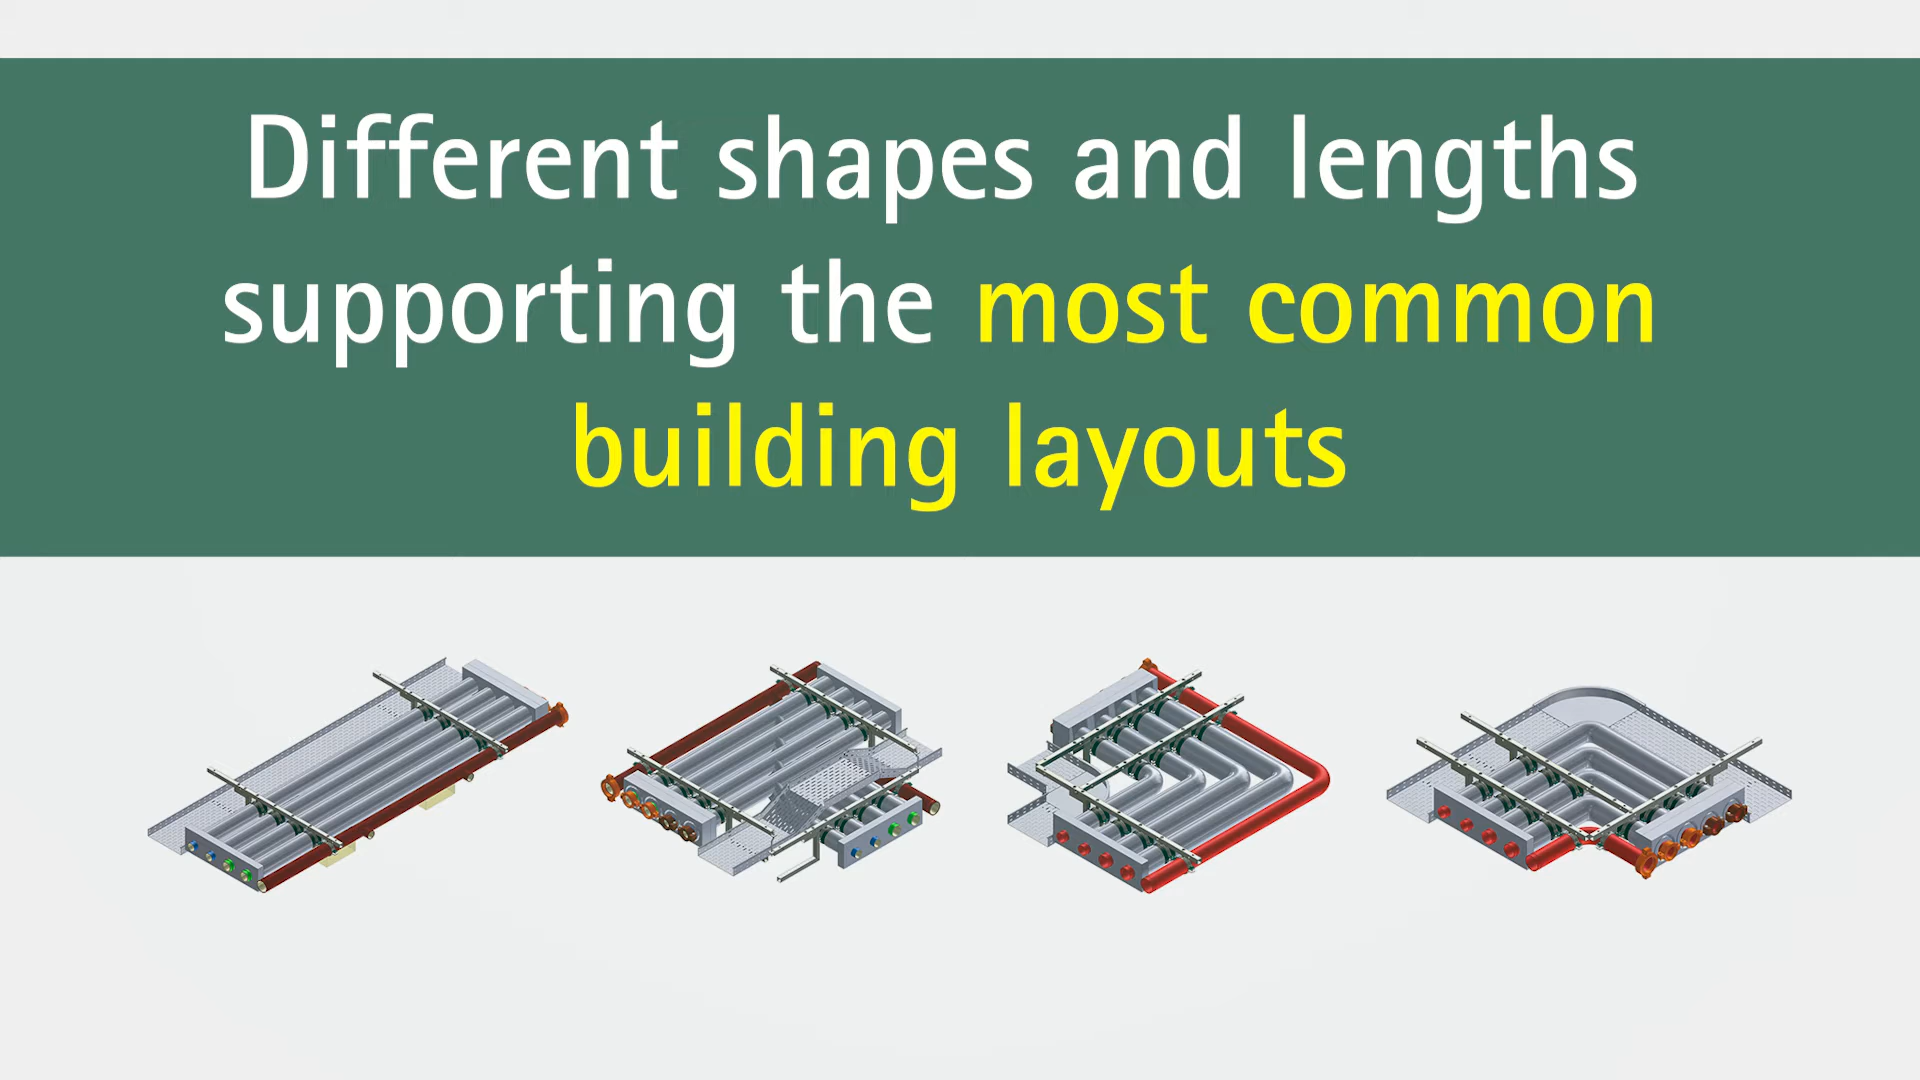 Different shapes and lengths
supporting the most common
building layouts